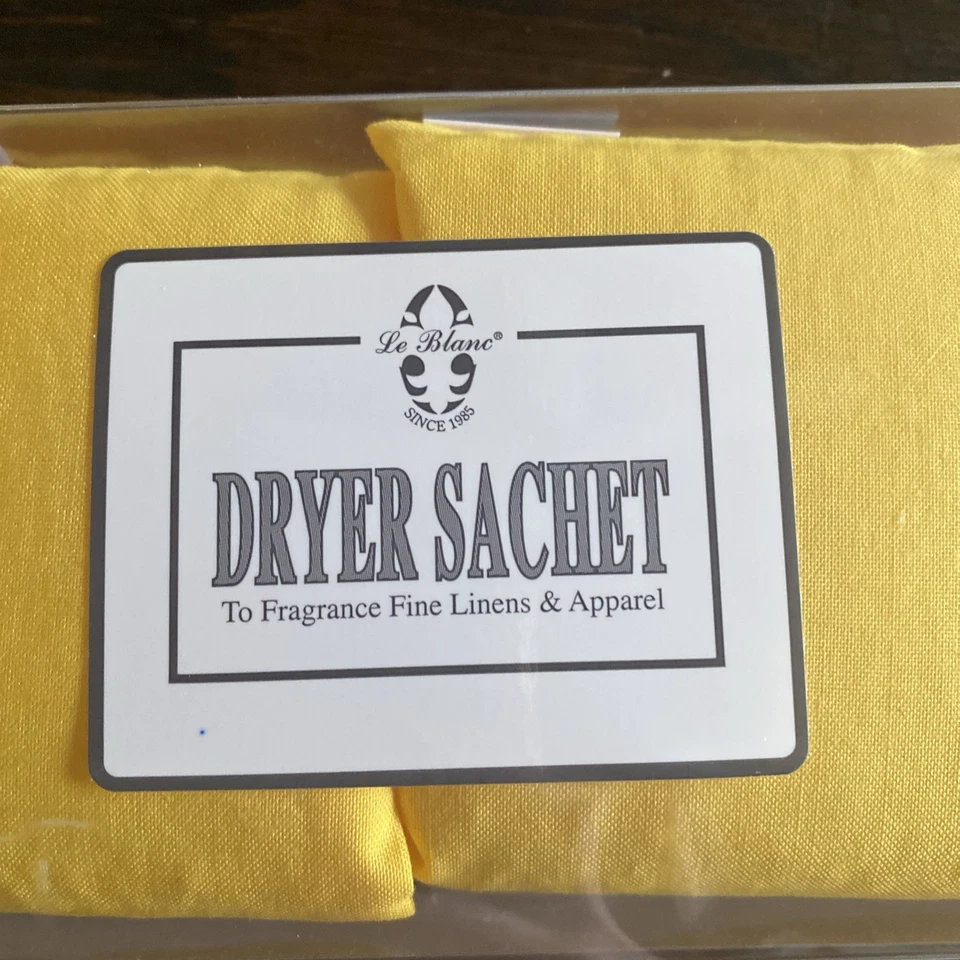 Le Blanc®
SINCE 1985
DRYER SACHET
To Fragrance Fine Linens & Apparel